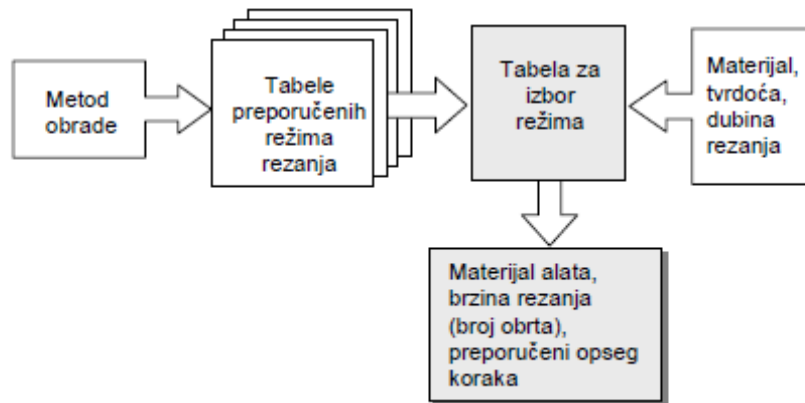 Metod
obrade
Tabele
preporučenih
režima
rezanja
Tabela za
izbor
režima
Materijal,
tvrdoća,
dubina
rezanja
Materijal alata,
brzina rezanja
(broj obrta),
preporučeni opseg
koraka